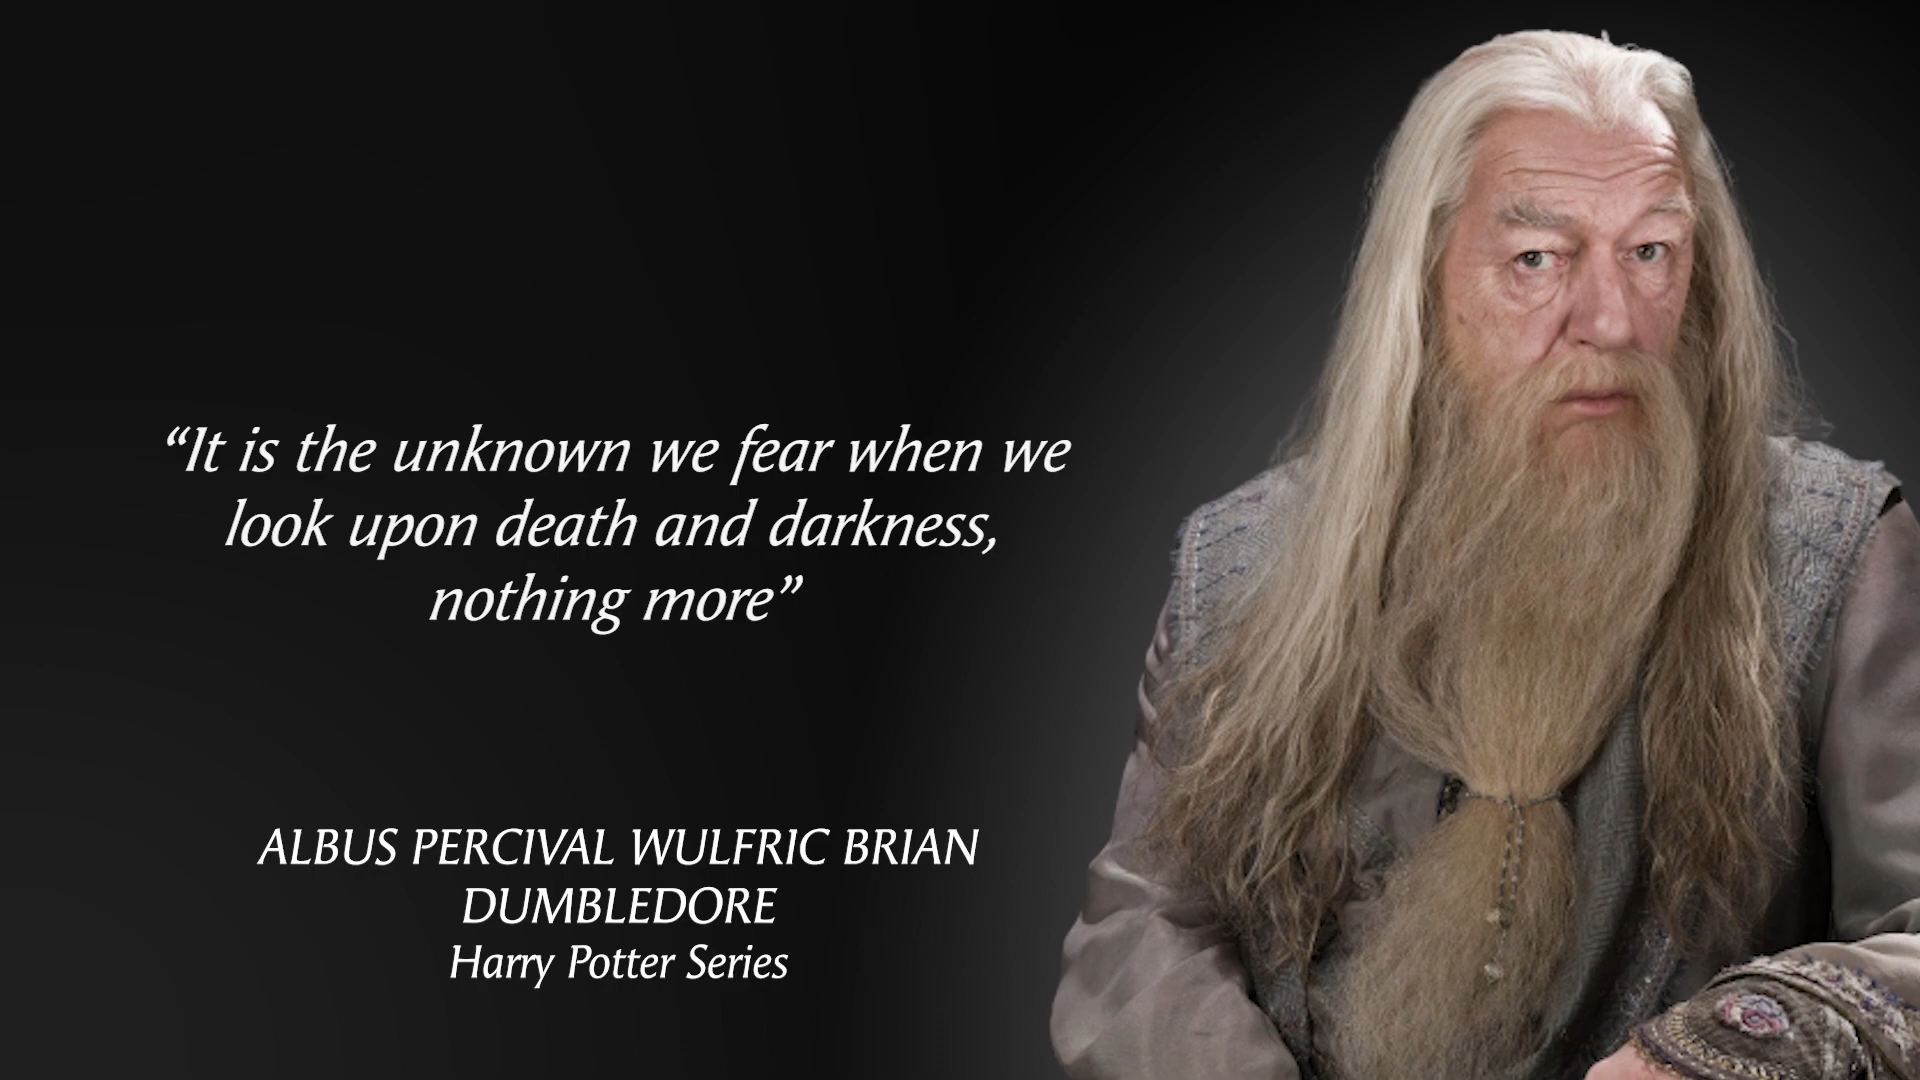 “It is the unknown we fear when we
look upon death and darkness,
nothing more”
ALBUS PERCIVAL WULFRIC BRIAN
DUMBLEDORE
Harry Potter Series